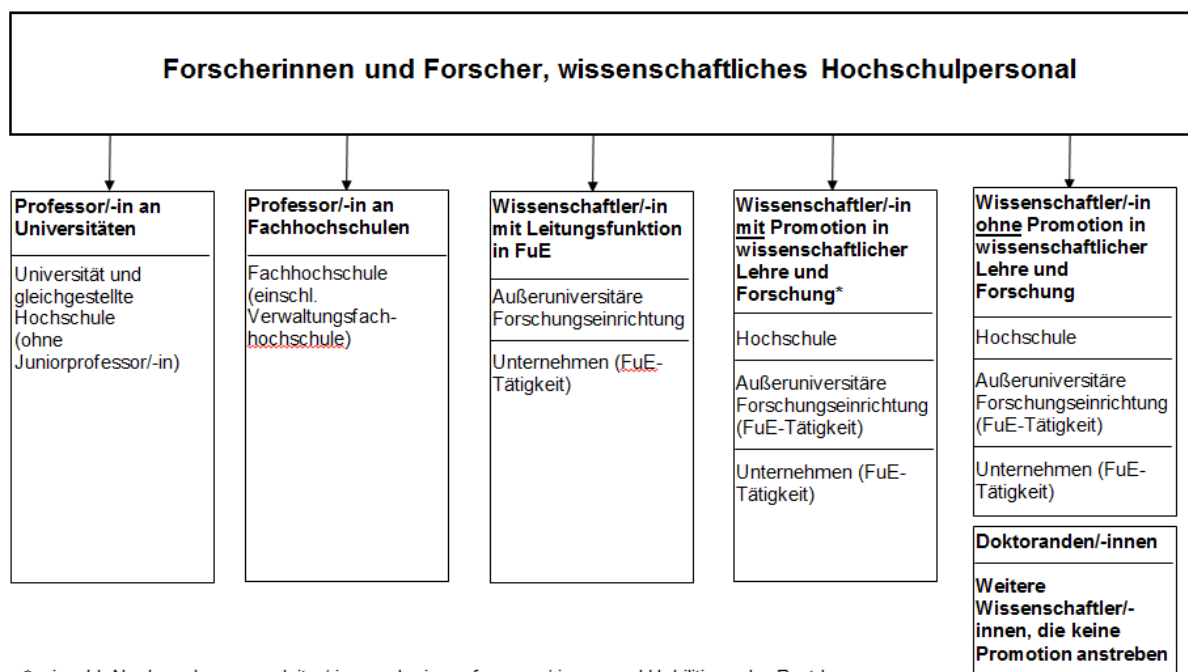 Forscherinnen und Forscher, wissenschaftliches Hochschulpersonal
Professor/-in an
Universitäten
Universität und
gleichgestellte
Hochschule
(ohne
Juniorprofessor/-in)
Professor/-in an
Fachhochschulen
Fachhochschule
(einschl.
Verwaltungsfach-
hochschule)
Wissenschaftler/-in
mit Leitungsfunktion
in FuE
Außeruniversitäre
Forschungseinrichtung
Unternehmen (FuE-
Tätigkeit)
Wissenschaftler/-in
mit Promotion in
wissenschaftlicher
Lehre und
Forschung*
Hochschule
Außeruniversitäre
Forschungseinrichtung
(FuE-Tätigkeit)
Unternehmen (FuE-
Tätigkeit)
Wissenschaftler/-in
ohne Promotion in
wissenschaftlicher
Lehre und
Forschung
Hochschule
Außeruniversitäre
Forschungseinrichtung
(FuE-Tätigkeit)
Unternehmen (FuE-
Tätigkeit)
Doktoranden/-innen
Weitere
Wissenschaftler/-
innen, die keine
Promotion anstreben